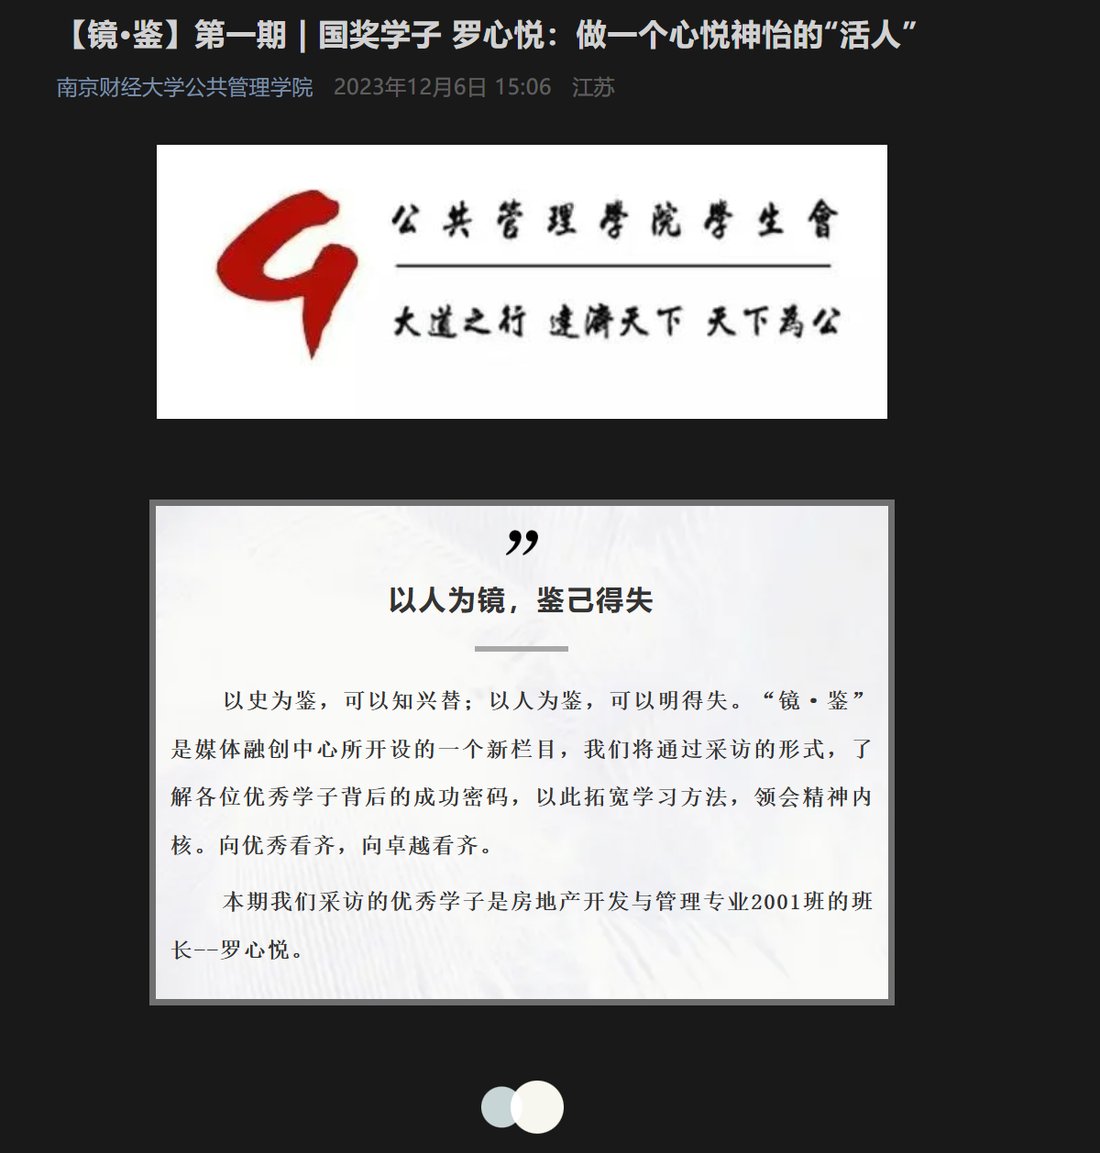 【镜•鉴】第一期 | 国奖学子 罗心悦：做一个心悦神怡的“活人”
南京财经大学公共管理学院 2023年12月6日 15:06 江苏
公共管理學院學生會
大道之行 達濟天下 天下為公
”
以人为镜，鉴己得失
以史为鉴，可以知兴替；以人为鉴，可以明得失。“镜·鉴”
是媒体融创中心所开设的一个新栏目，我们将通过采访的形式，了
解各位优秀学子背后的成功密码，以此拓宽学习方法，领会精神内
核。向优秀看齐，向卓越看齐。
本期我们采访的优秀学子是房地产开发与管理专业2001班的班
长--罗心悦。